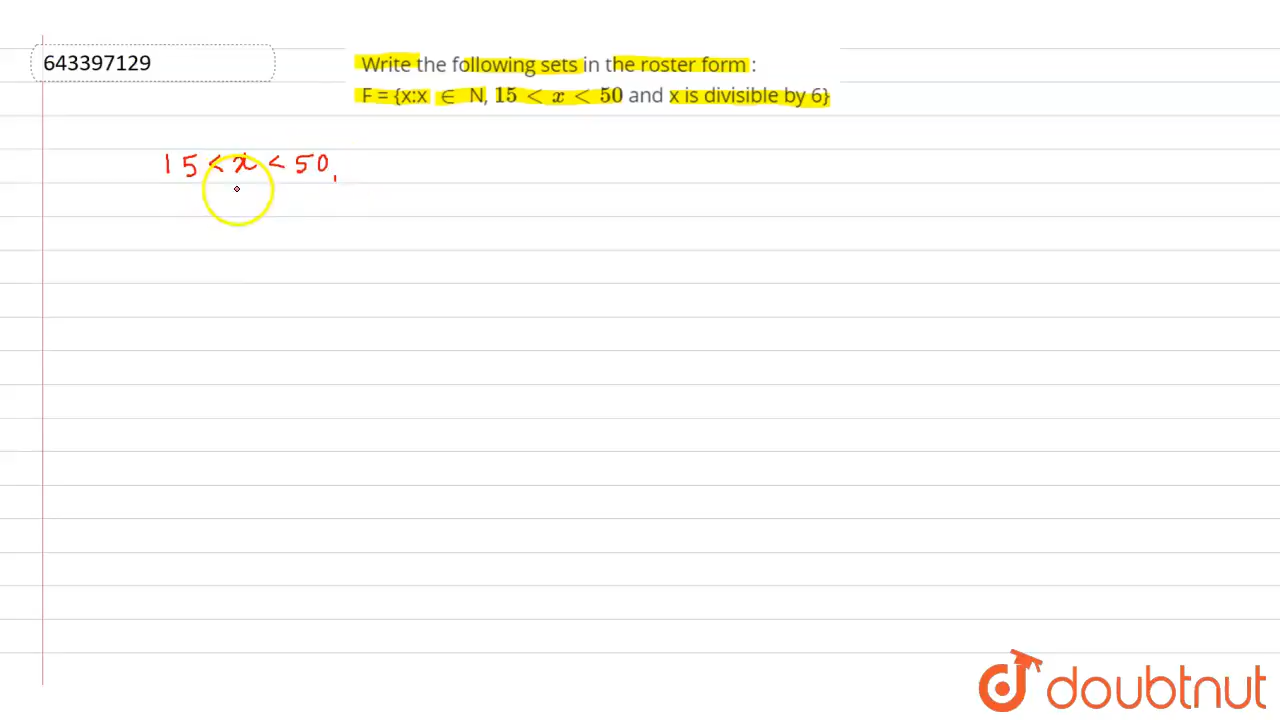 643397129
Write the following sets in the roster form :
F = {x:x ∈ N, 15 < x < 50 and x is divisible by 6}
15 < x < 50,
doubtnut